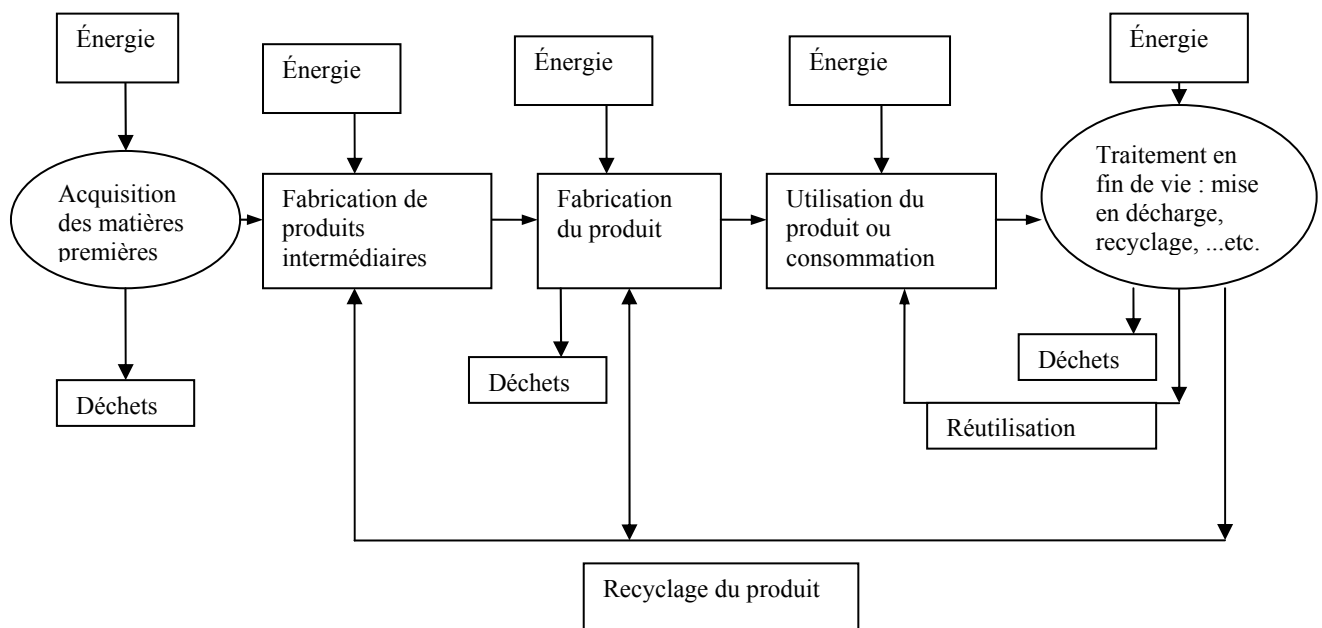 Énergie
Énergie
Énergie
Énergie
Énergie
Acquisition
des matières
premières
Fabrication de
produits
intermédiaires
Fabrication
du produit
Utilisation du
produit ou
consommation
Traitement en
fin de vie : mise
en décharge,
recyclage, ...etc.
Déchets
Déchets
Déchets
Réutilisation
Recyclage du produit